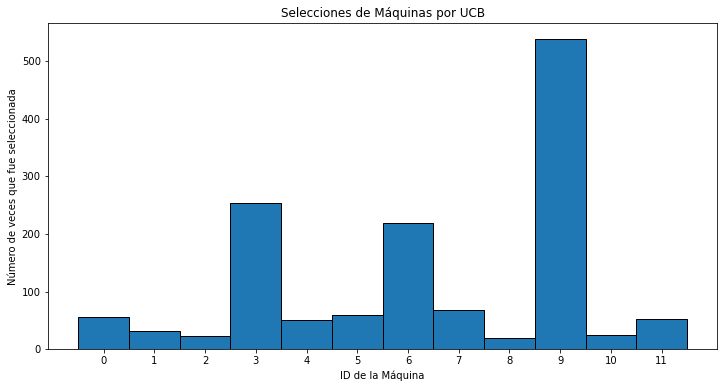 Selecciones de Máquinas por UCB
Número de veces que fue seleccionada
500
400
300
200
100
0
0 1 2 3 4 5 6 7 8 9 10 11
ID de la Máquina